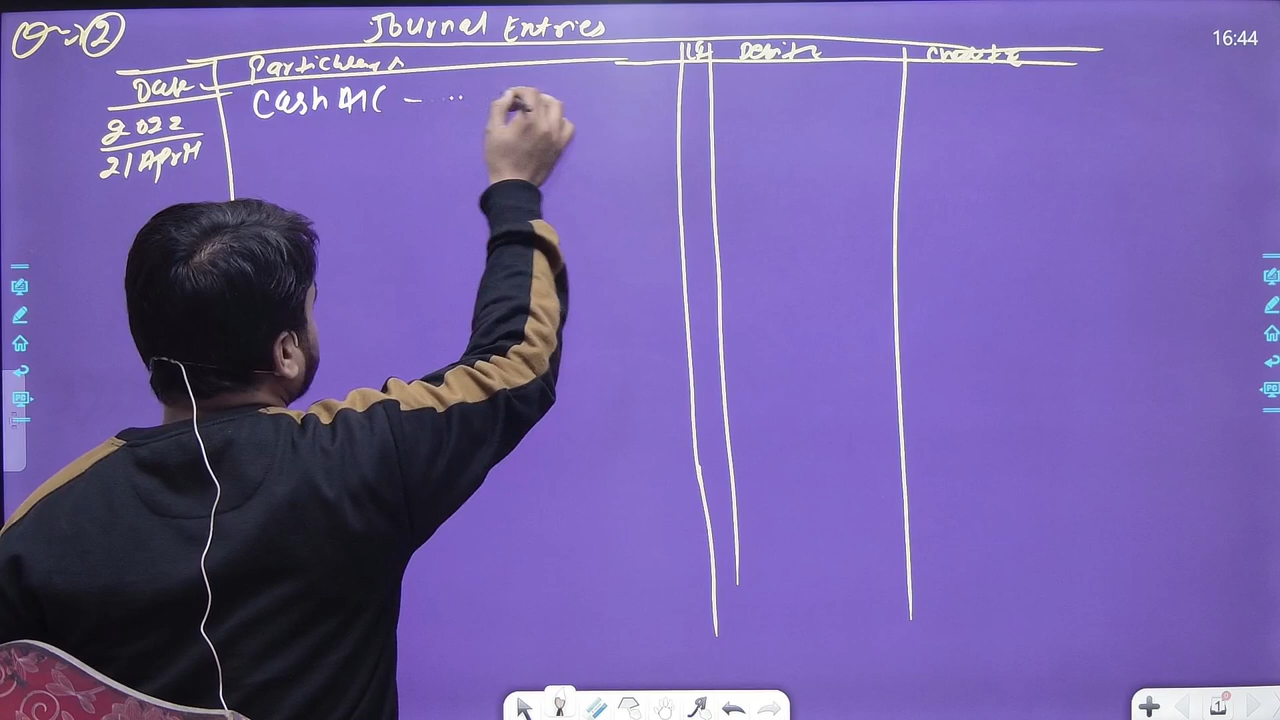 Q → 2
Journal Entries
16:44
Date Particulars LF Debit ₹ Credit ₹
2022
21 April
Cash A/C - ....